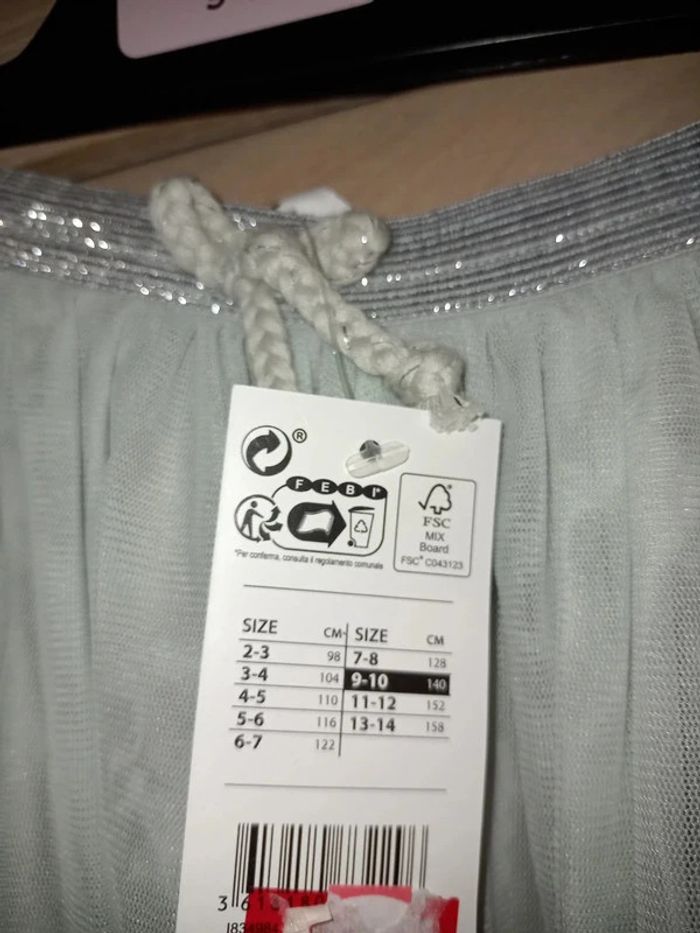 ®
F E B I*
*Per conferma, consulta il regolamento comunale
FSC
MIX
Board
FSC® C043123
SIZE CM SIZE CM
2-3 98 7-8 128
3-4 104 9-10 140
4-5 110 11-12 152
5-6 116 13-14 158
6-7 122